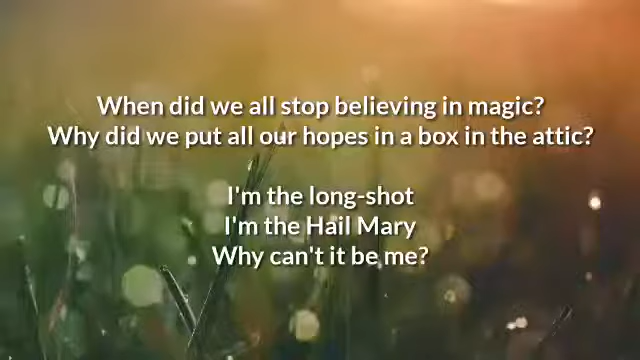 When did we all stop believing in magic?
Why did we put all our hopes in a box in the attic?
I'm the long-shot
I'm the Hail Mary
Why can't it be me?